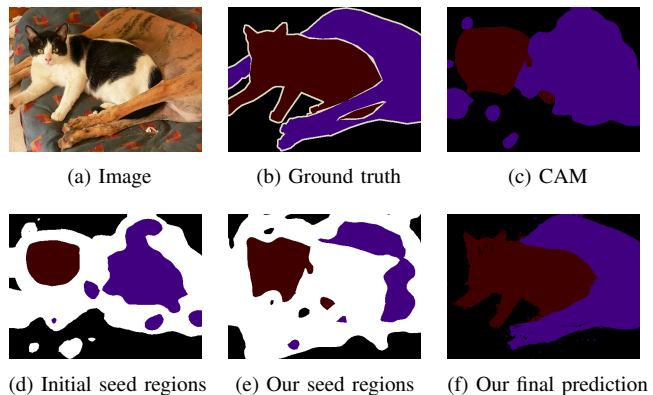 (a) Image
(b) Ground truth
(c) CAM
(d) Initial seed regions
(e) Our seed regions
(f) Our final prediction